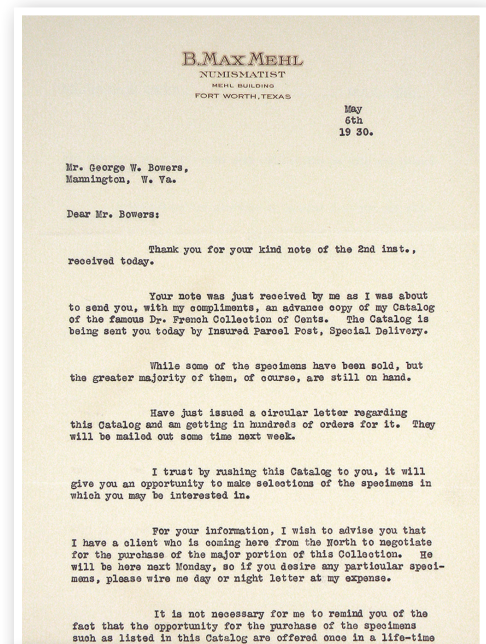 B. MAX MEHL
NUMISMATIST
MEHL BUILDING
FORT WORTH, TEXAS
May
6th
19 30.
Mr. George W. Bowers,
Mannington, W. Va.
Dear Mr. Bowers:
Thank you for your kind note of the 2nd inst.,
received today.
Your note was just received by me as I was about
to send you, with my compliments, an advance copy of my Catalog
of the famous Dr. French Collection of Cents. The Catalog is
being sent you today by Insured Parcel Post, Special Delivery.
While some of the specimens have been sold, but
the greater majority of them, of course, are still on hand.
Have just issued a circular letter regarding
this Catalog and am getting in hundreds of orders for it. They
will be mailed out some time next week.
I trust by rushing this Catalog to you, it will
give you an opportunity to make selections of the specimens in
which you may be interested in.
For your information, I wish to advise you that
I have a client who is coming here from the North to negotiate
for the purchase of the major portion of this Collection. He
will be here next Monday, so if you desire any particular speci-
mens, please wire me day or night letter at my expense.
It is not necessary for me to remind you of the
fact that the opportunity for the purchase of the specimens
such as listed in this Catalog are offered once in a life-time